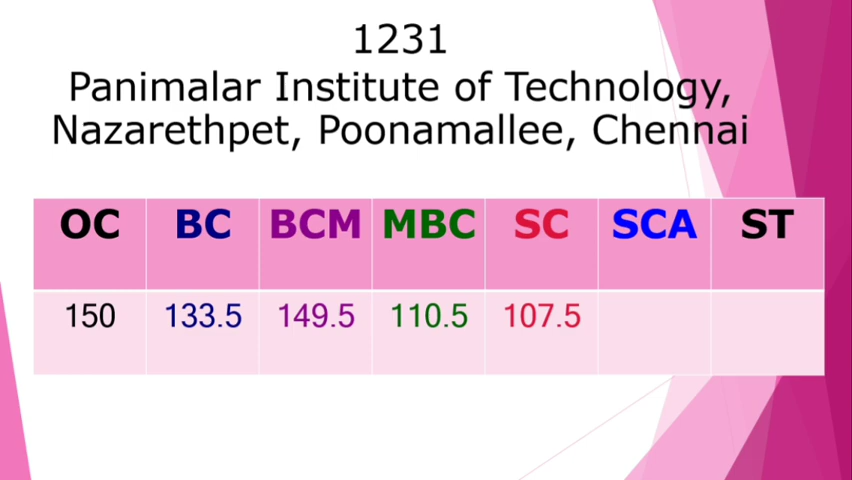 1231
Panimalar Institute of Technology,
Nazarethpet, Poonamallee, Chennai
OC BC BCM MBC SC SCA ST
150 133.5 149.5 110.5 107.5